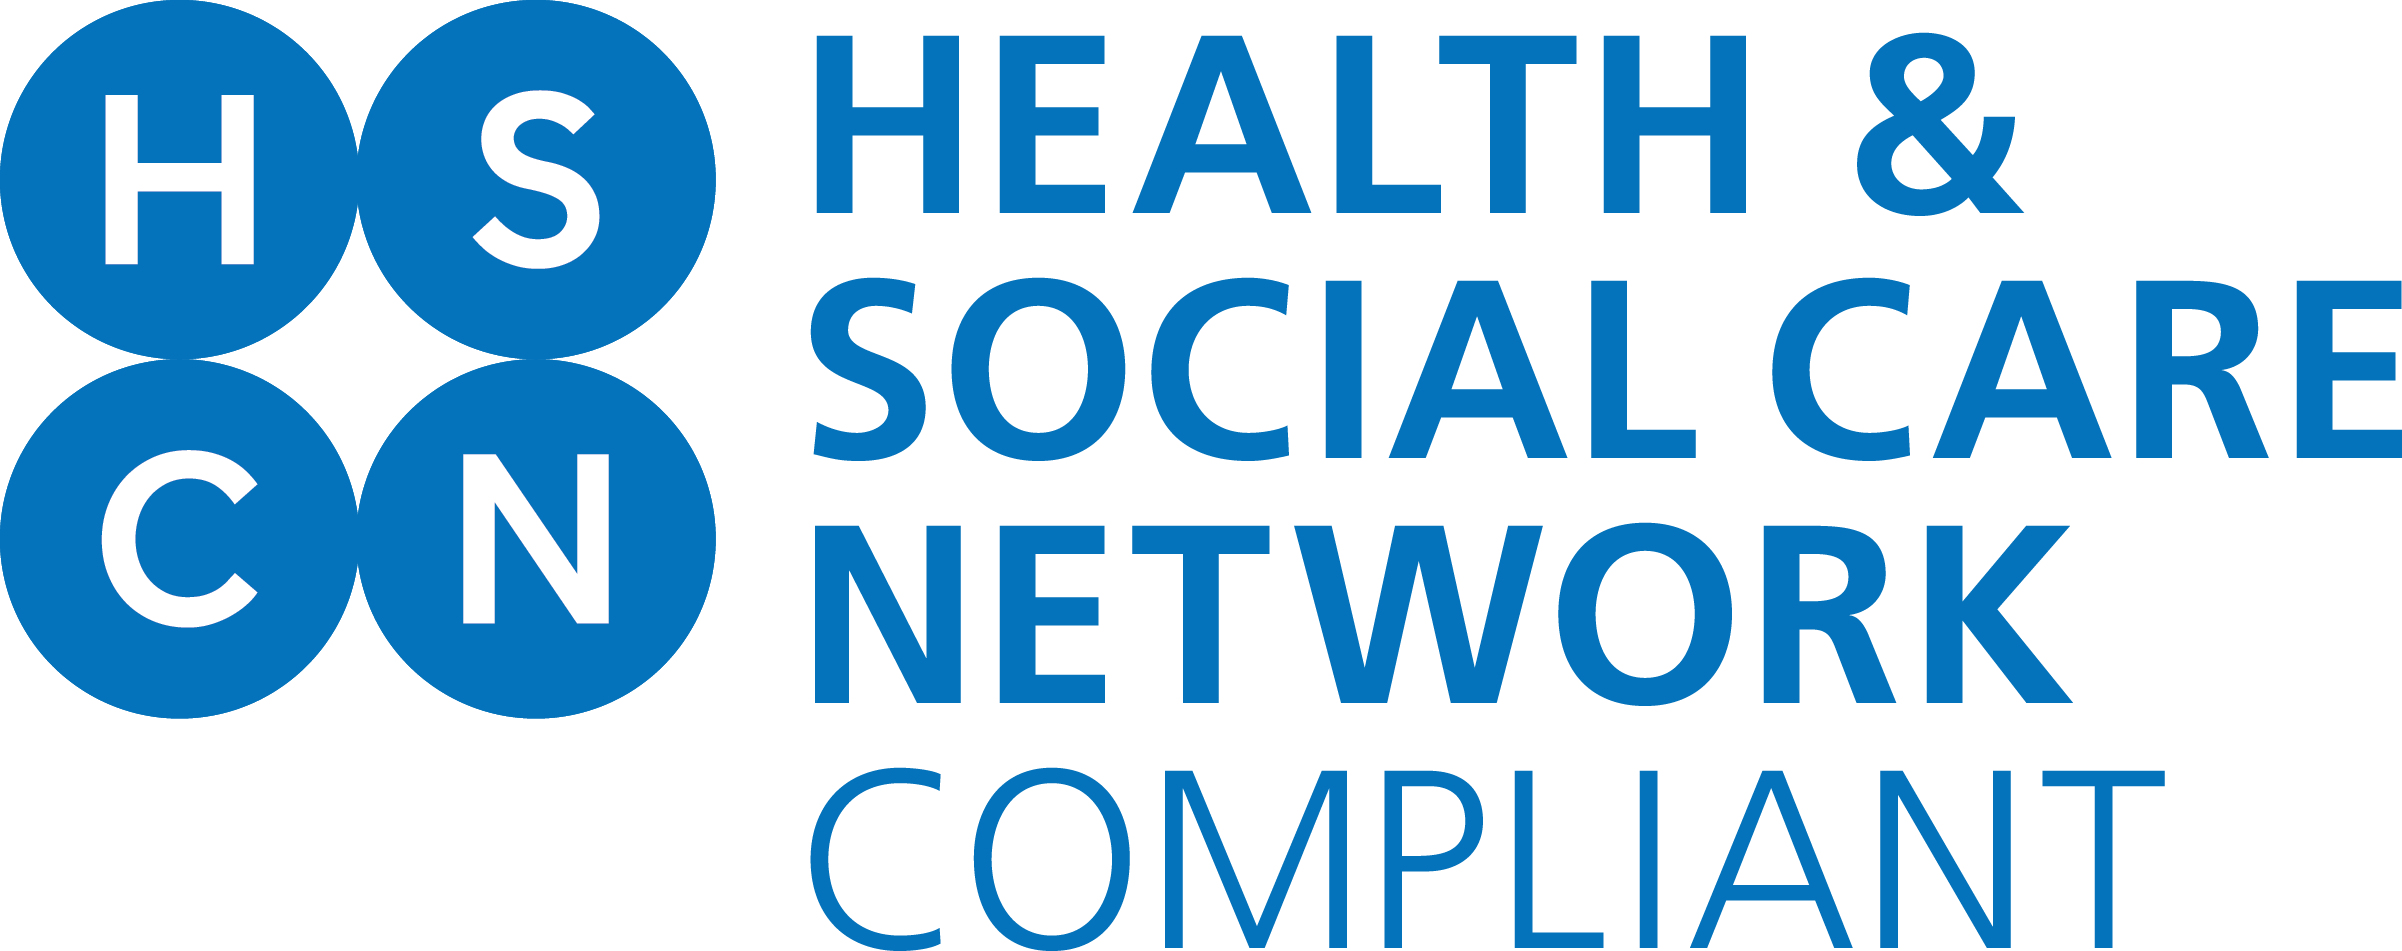 H S
C N
HEALTH &
SOCIAL CARE
NETWORK
COMPLIANT